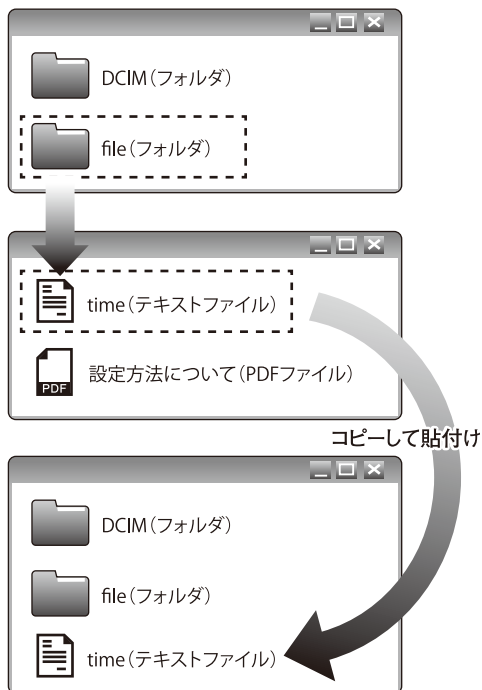 DCIM(フォルダ)
file(フォルダ)
time(テキストファイル)
PDF
設定方法について(PDFファイル)
コピーして貼付け
DCIM(フォルダ)
file(フォルダ)
time(テキストファイル)